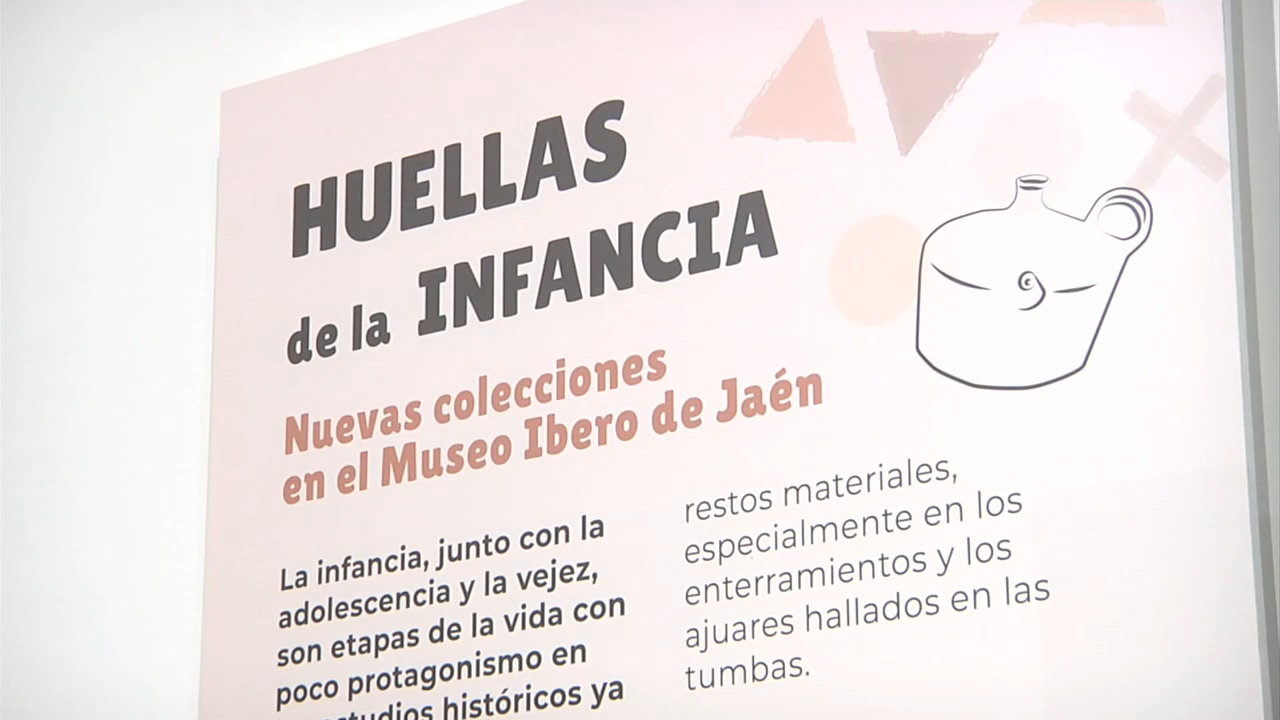 HUELLAS
de la INFANCIA
Nuevas colecciones
en el Museo Ibero de Jaén
La infancia, junto con la
adolescencia y la vejez,
son etapas de la vida con
poco protagonismo en
históricos ya
restos materiales,
especialmente en los
enterramientos y los
ajuares hallados en las
tumbas.